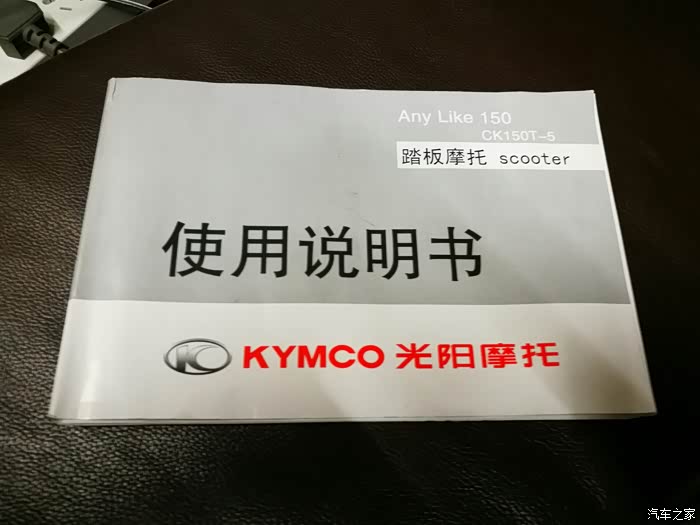 Any Like 150
CK150T-5
踏板摩托 scooter
使用说明书
KYMCO 光阳摩托
汽车之家